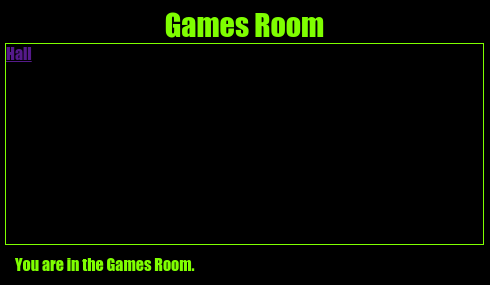 Games Room
Hall
You are in the Games Room.